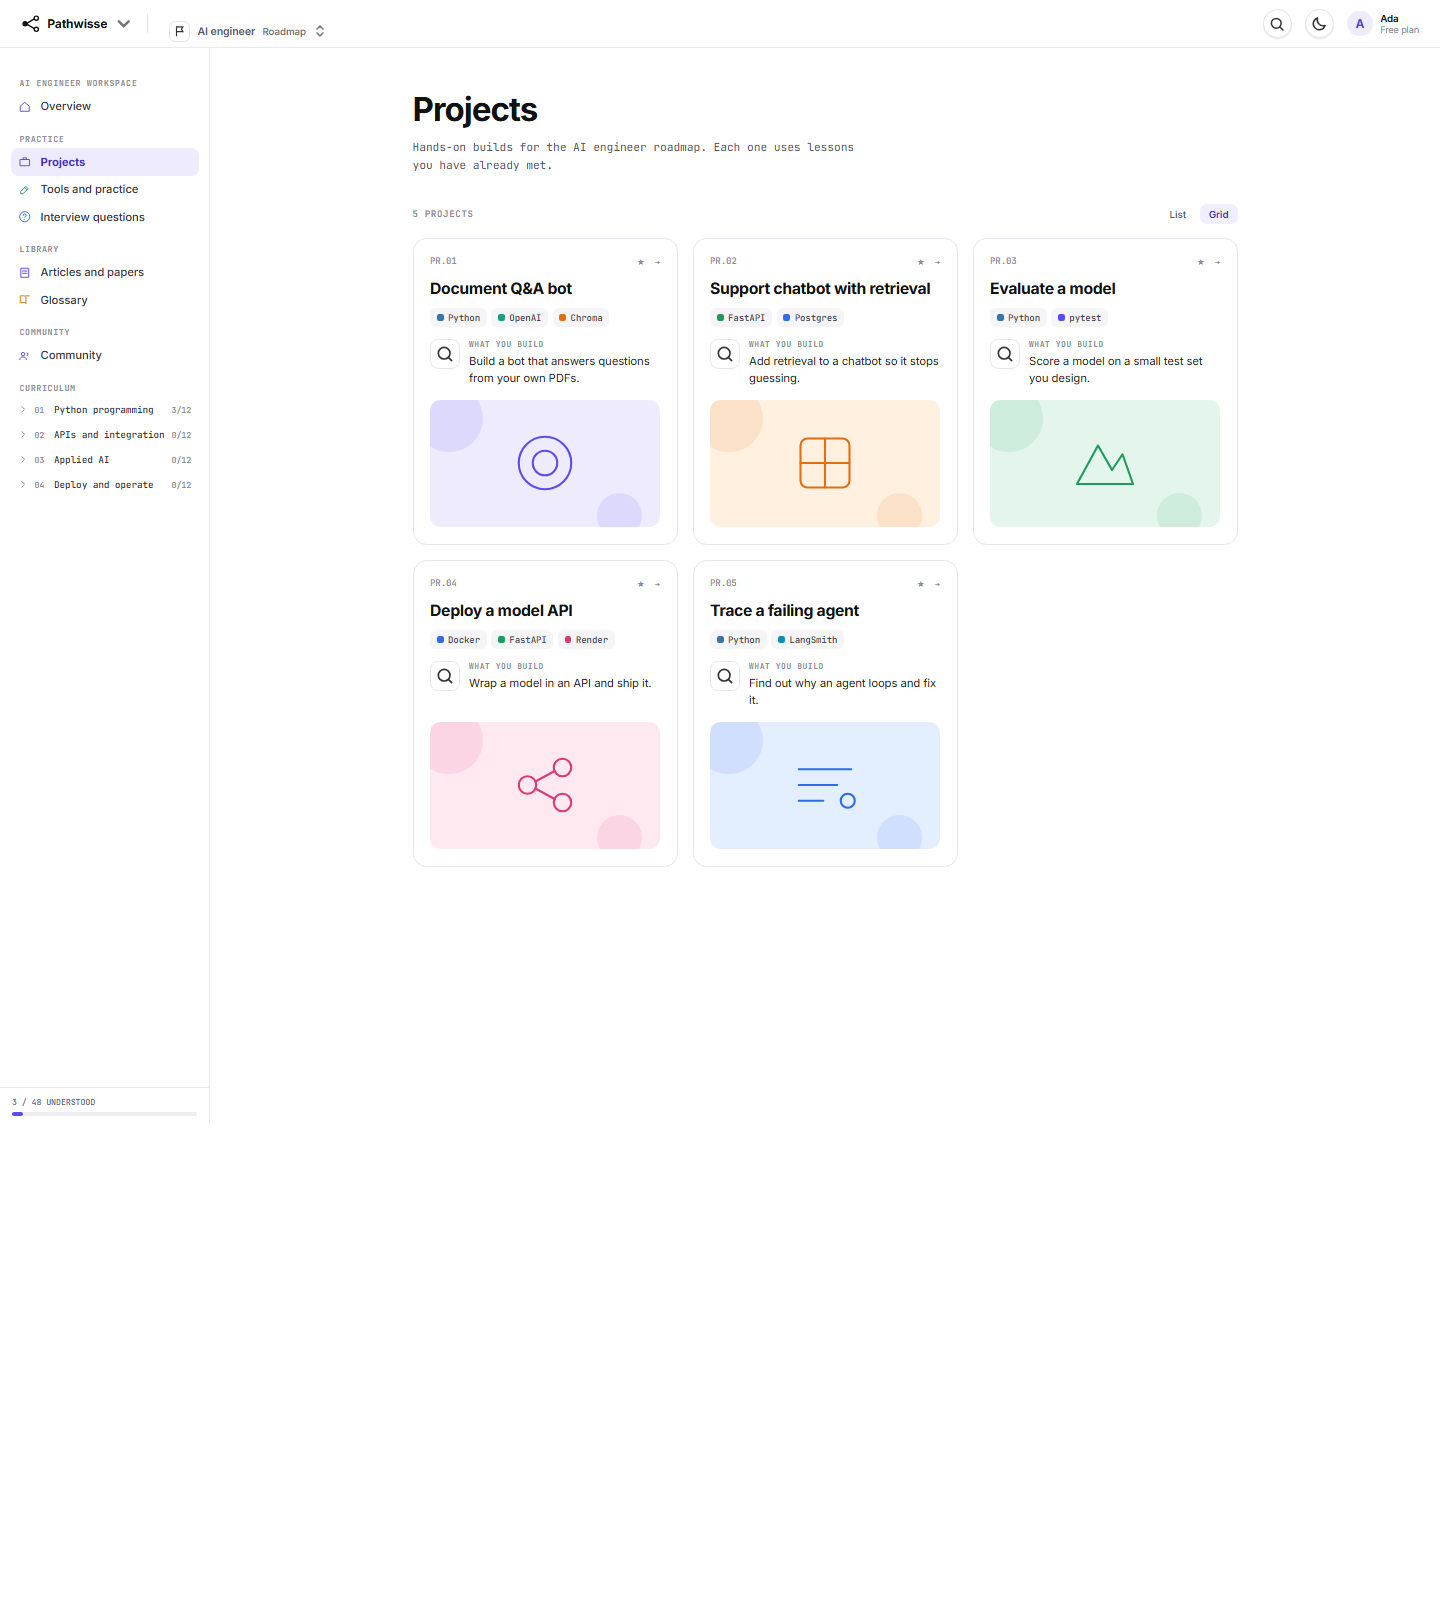 Pathwisse
AI engineer Roadmap
A
Ada
Free plan
AI ENGINEER WORKSPACE
Overview
PRACTICE
Projects
Tools and practice
Interview questions
LIBRARY
Articles and papers
Glossary
COMMUNITY
Community
CURRICULUM
01 Python programming 3/12
02 APIs and integration 0/12
03 Applied AI 0/12
04 Deploy and operate 0/12
3 / 48 UNDERSTOOD
Projects
Hands-on builds for the AI engineer roadmap. Each one uses lessons
you have already met.
5 PROJECTS
List
Grid
PR.01
Document Q&A bot
Python OpenAI Chroma
WHAT YOU BUILD
Build a bot that answers questions
from your own PDFs.
PR.02
Support chatbot with retrieval
FastAPI Postgres
WHAT YOU BUILD
Add retrieval to a chatbot so it stops
guessing.
PR.03
Evaluate a model
Python pytest
WHAT YOU BUILD
Score a model on a small test set
you design.
PR.04
Deploy a model API
Docker FastAPI Render
WHAT YOU BUILD
Wrap a model in an API and ship it.
PR.05
Trace a failing agent
Python LangSmith
WHAT YOU BUILD
Find out why an agent loops and fix
it.